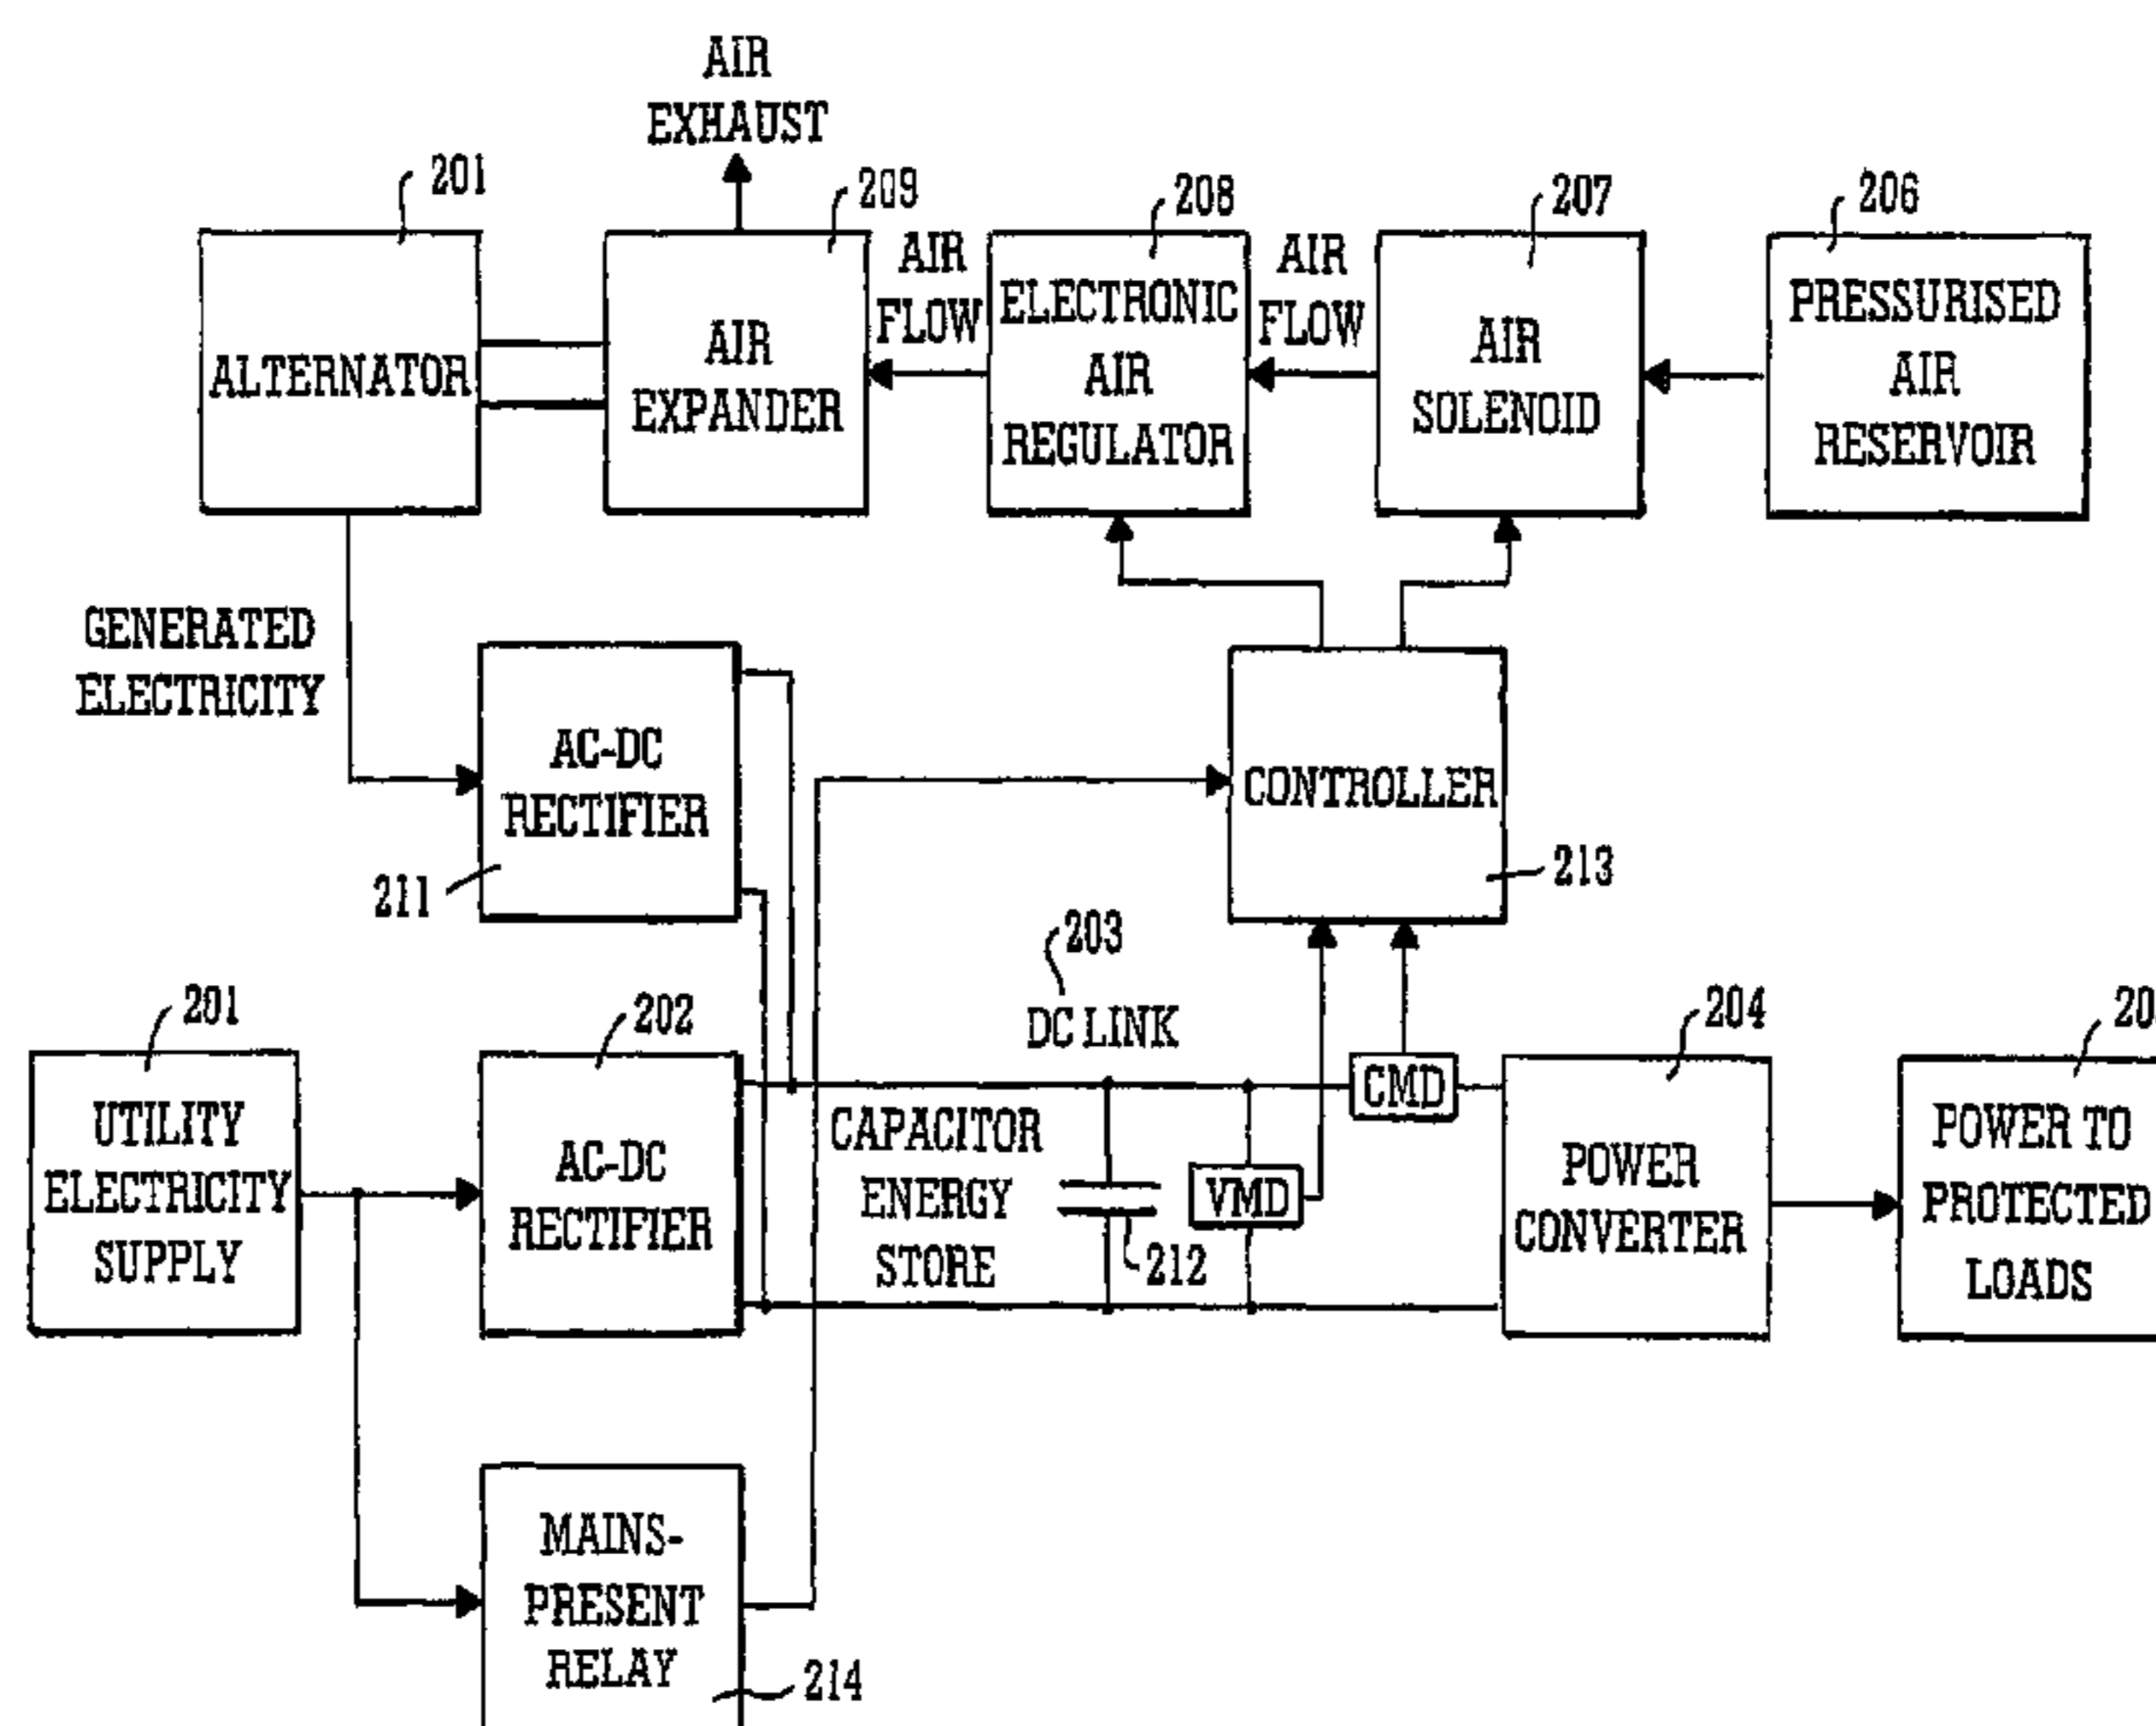 AIR
EXHAUST
201
209
208
207
206
ALTERNATOR
AIR
EXPANDER
AIR
FLOW
ELECTRONIC
AIR
REGULATOR
AIR
FLOW
AIR
SOLENOID
PRESSURISED
AIR
RESERVOIR
GENERATED
ELECTRICITY
AC-DC
RECTIFIER
211
CONTROLLER
213
203
DC LINK
201
UTILITY
ELECTRICITY
SUPPLY
202
AC-DC
RECTIFIER
CAPACITOR
ENERGY
STORE
212
VMD
CMD
204
POWER
CONVERTER
20
POWER TO
PROTECTED
LOADS
MAINS-
PRESENT
RELAY
214